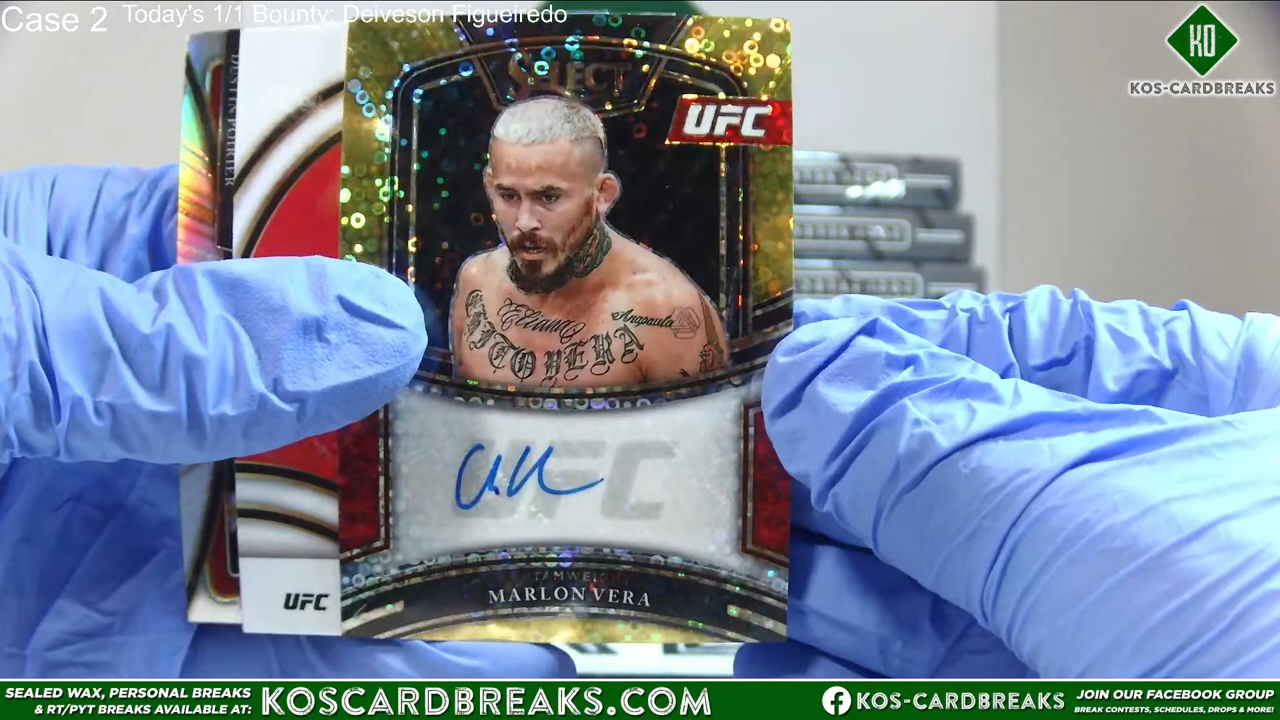 Case 2
Today's 1/1 Bounty: Deiveson Figueiredo
KO
KOS-CARDBREAKS
DUSTIN POIRIER
SELECT
UFC
Eliana
Anapaula
CHITO VERA
UFC
MARLON VERA
UFC
SEALED WAX, PERSONAL BREAKS
& RT/PYT BREAKS AVAILABLE AT:
KOSCARDBREAKS.COM
KOS-CARDBREAKS
JOIN OUR FACEBOOK GROUP
BREAK CONTESTS, SCHEDULES, DROPS & MORE!